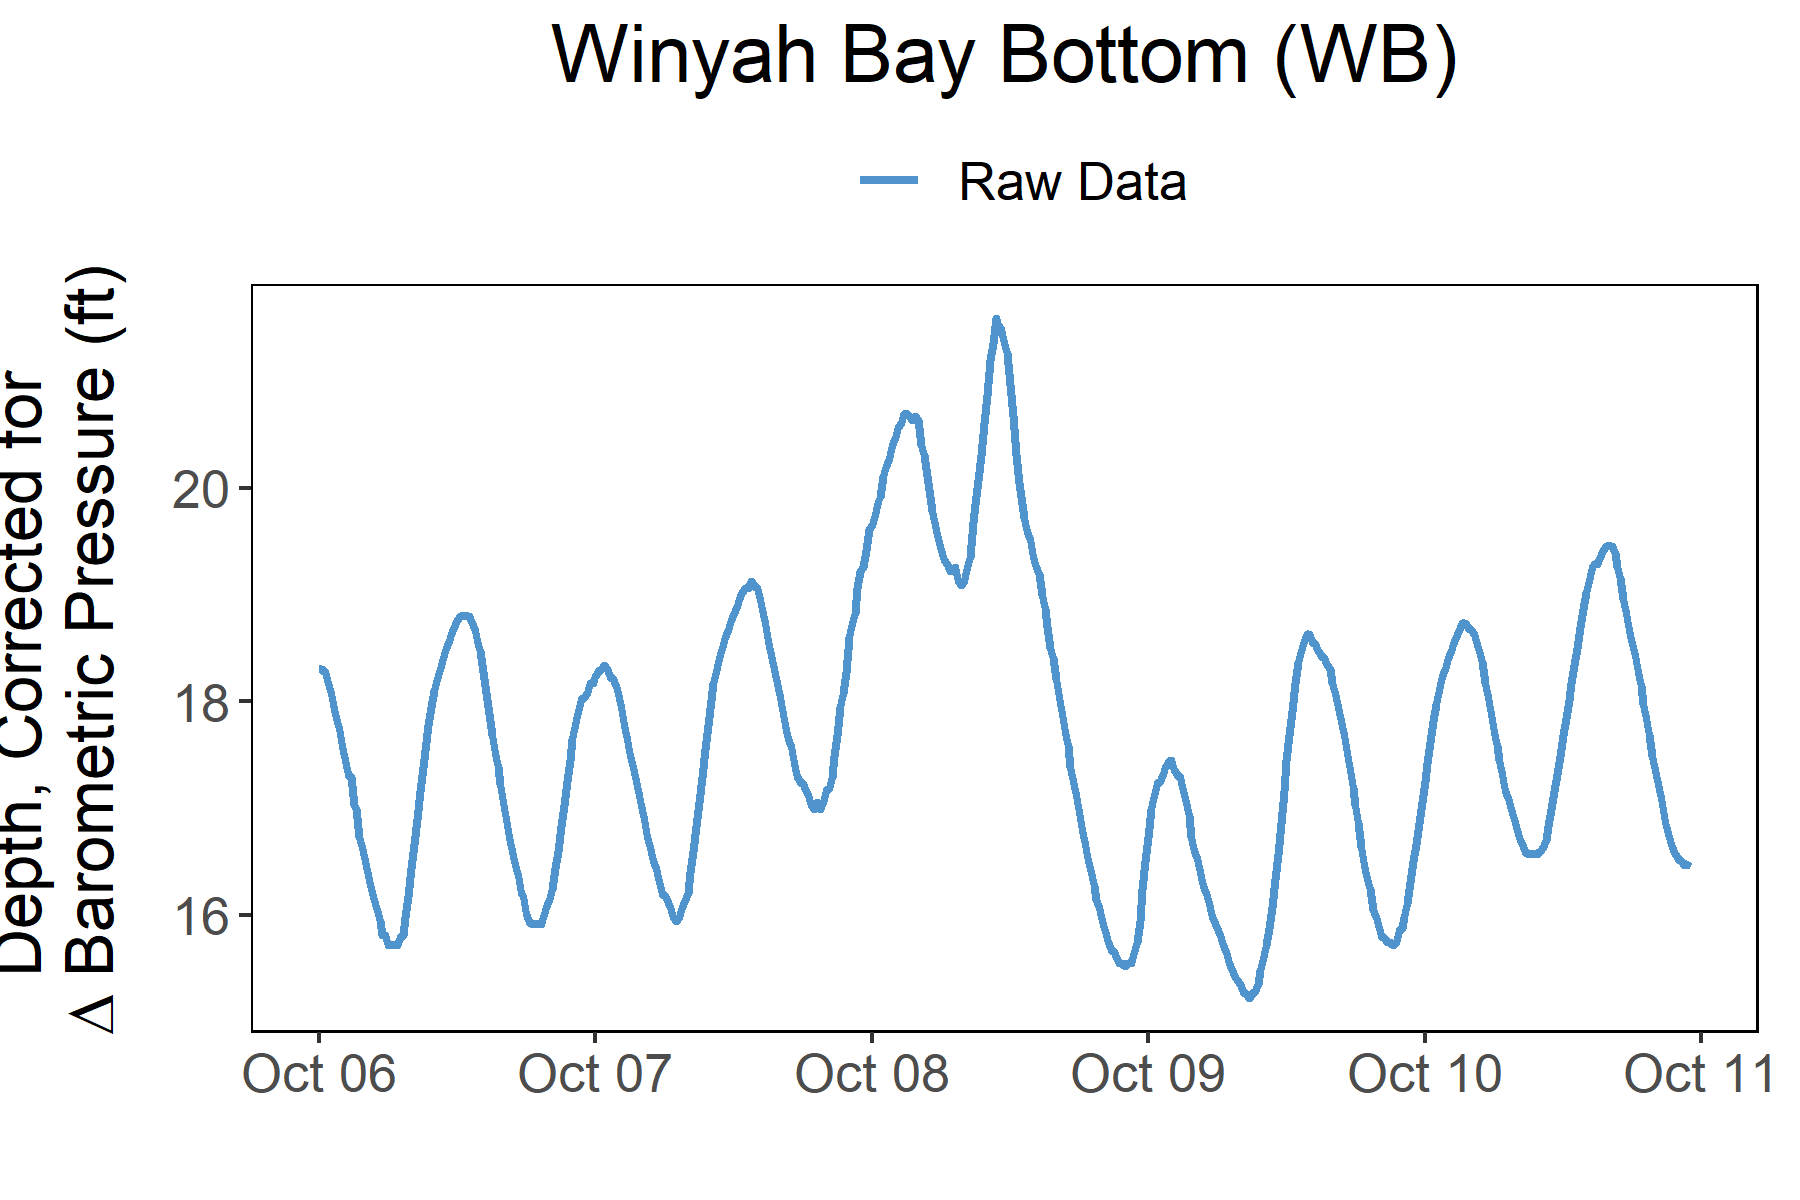 Winyah Bay Bottom (WB)
Raw Data
Depth, Corrected for
Δ Barometric Pressure (ft)
20
18
16
Oct 06
Oct 07
Oct 08
Oct 09
Oct 10
Oct 11